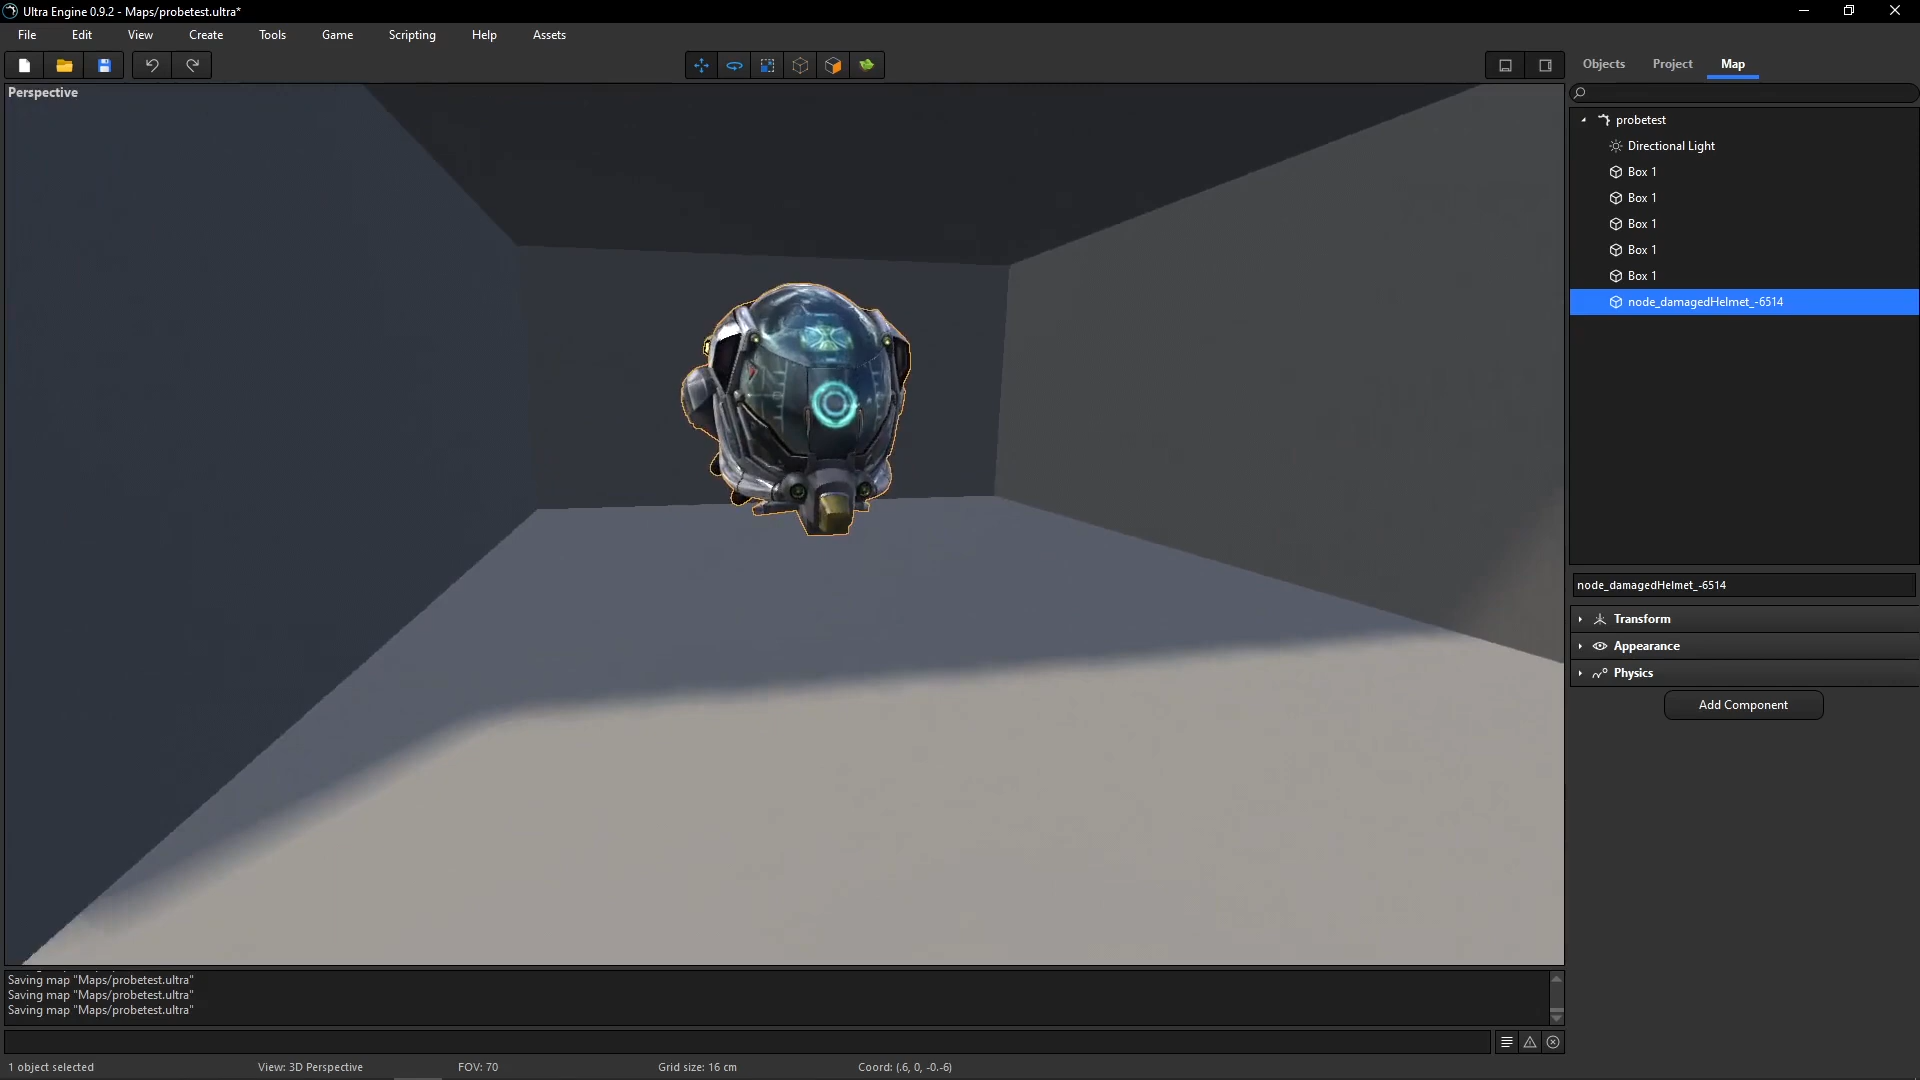 Ultra Engine 0.9.2 - Maps/probetest.ultra*
File Edit View Create Tools Game Scripting Help Assets
Objects Project Map
Perspective
probetest
Directional Light
Box 1
Box 1
Box 1
Box 1
Box 1
node_damagedHelmet_-6514
node_damagedHelmet_-6514
Transform
Appearance
Physics
Add Component
Saving map "Maps/probetest.ultra"
Saving map "Maps/probetest.ultra"
Saving map "Maps/probetest.ultra"
1 object selected View: 3D Perspective FOV: 70 Grid size: 16 cm Coord: (.6, 0, -0.-6)